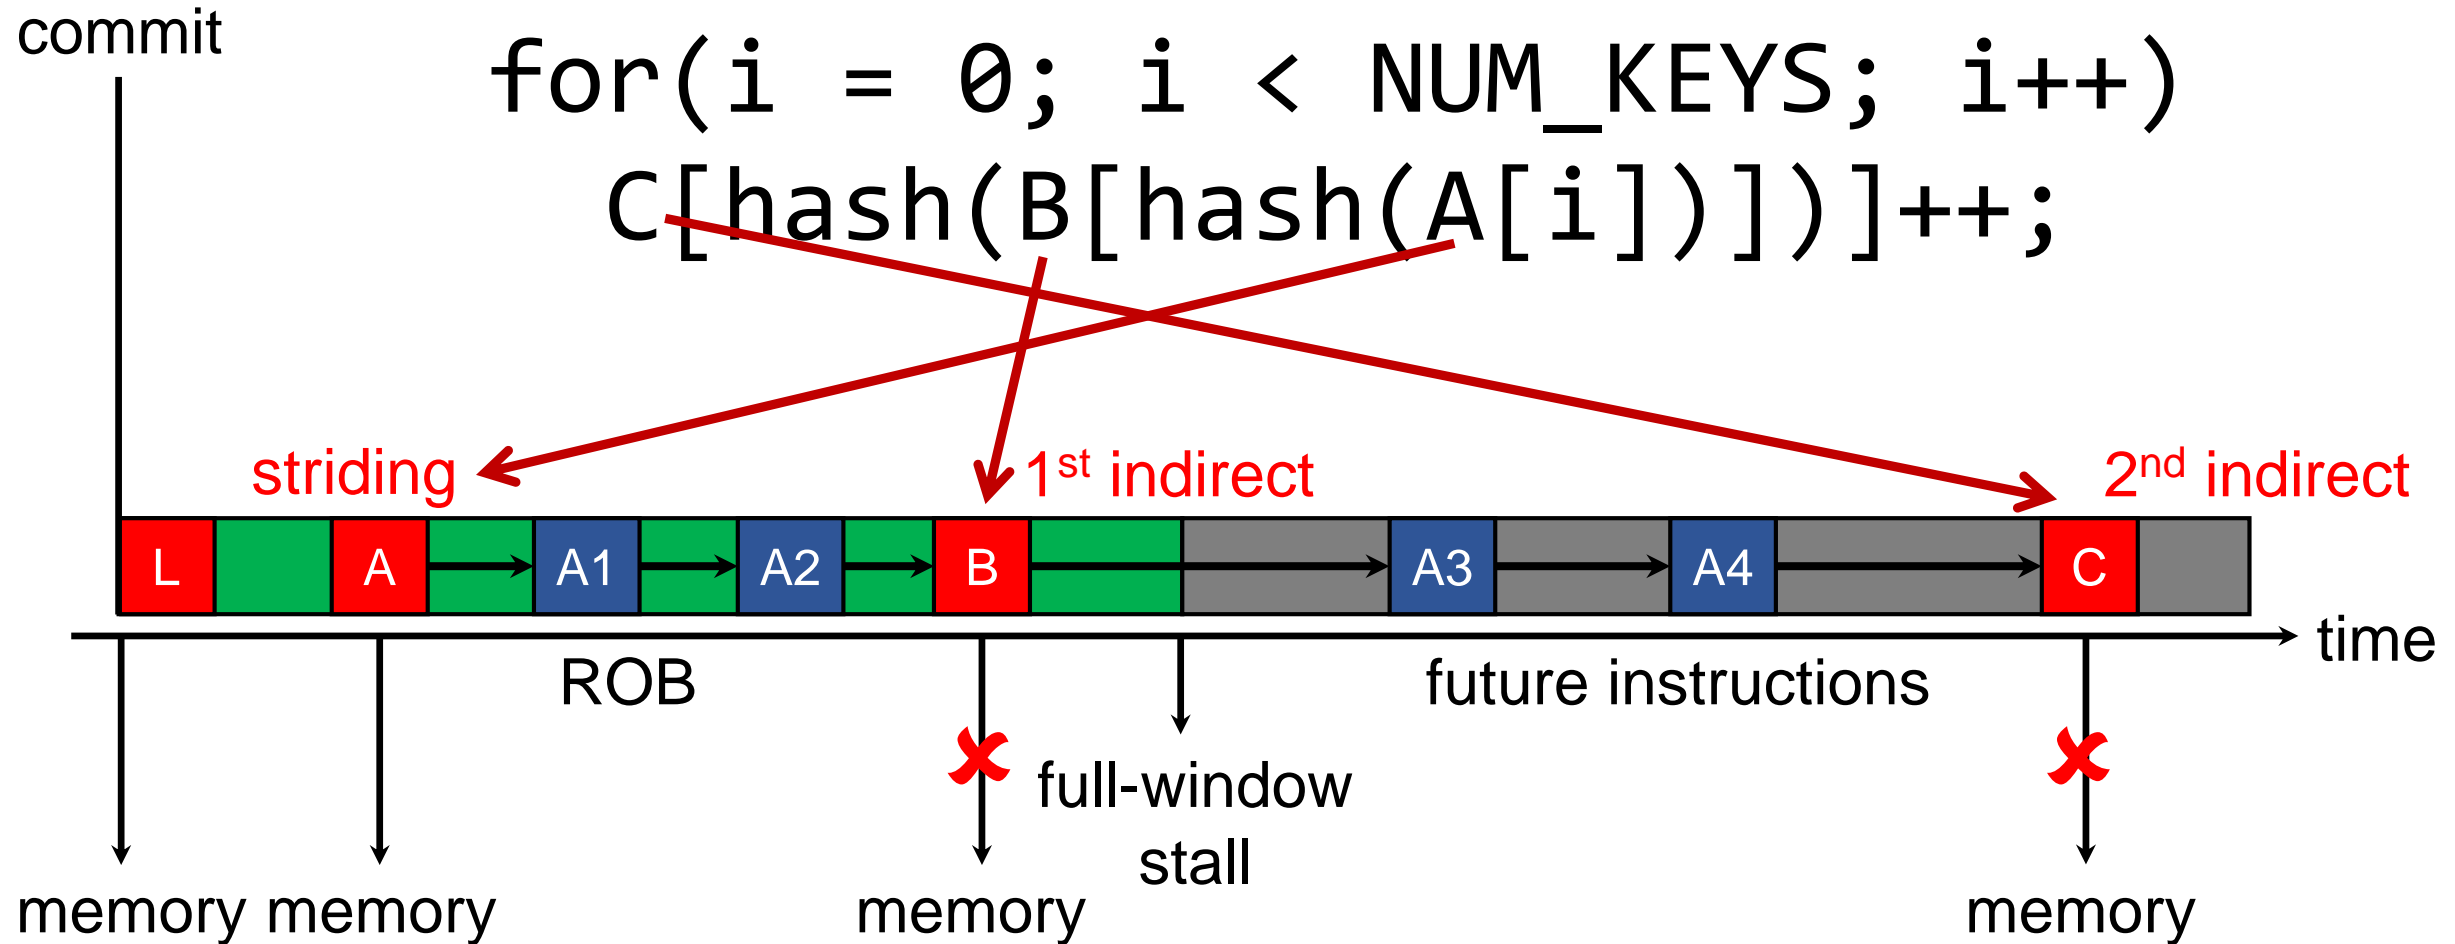 commit
for(i = 0; i < NUM_KEYS; i++)
C[hash(B[hash(A[i])])]++;
striding
1st indirect
2nd indirect
L A A1 A2 B A3 A4 C
time
ROB
future instructions
full-window
stall
memory memory memory memory